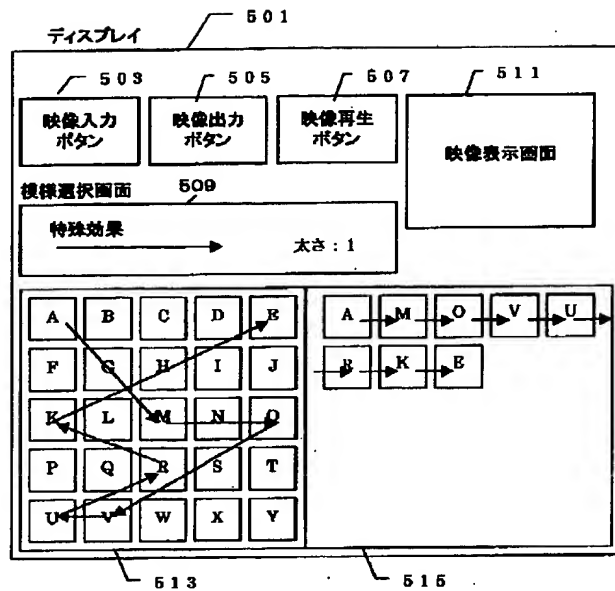 ディスプレイ
501
503
505
507
511
映像入力
ボタン
映像出力
ボタン
映像再生
ボタン
映像表示画面
模様選択画面
509
特殊効果
太さ:1
A B C D E
F G H I J
K L M N O
P Q R S T
U V W X Y
A M O V U
R K E
513
515